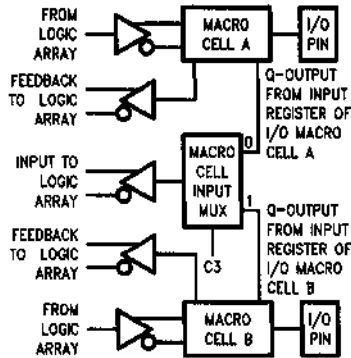 FROM
LOGIC
ARRAY
MACRO
CELL A
I/O
PIN
FEEDBACK
TO LOGIC
ARRAY
Q-OUTPUT
FROM INPUT
REGISTER OF
I/O MACRO
CELL A
0
INPUT TO
LOGIC
ARRAY
MACRO
CELL
INPUT
MUX
1
Q-OUTPUT
FROM INPUT
REGISTER OF
I/O MACRO
CELL B
FEEDBACK
TO LOGIC
ARRAY
C3
FROM
LOGIC
ARRAY
MACRO
CELL B
I/O
PIN